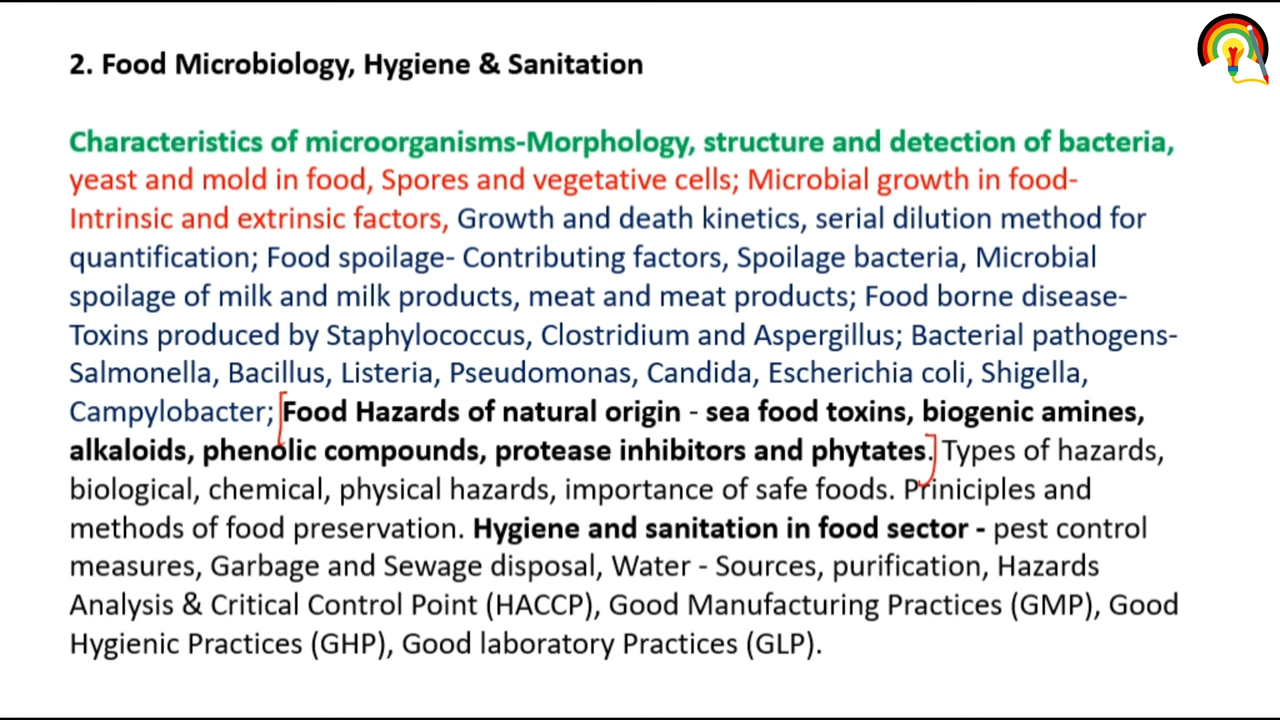 2. Food Microbiology, Hygiene & Sanitation
Characteristics of microorganisms-Morphology, structure and detection of bacteria,
yeast and mold in food, Spores and vegetative cells; Microbial growth in food-
Intrinsic and extrinsic factors, Growth and death kinetics, serial dilution method for
quantification; Food spoilage- Contributing factors, Spoilage bacteria, Microbial
spoilage of milk and milk products, meat and meat products; Food borne disease-
Toxins produced by Staphylococcus, Clostridium and Aspergillus; Bacterial pathogens-
Salmonella, Bacillus, Listeria, Pseudomonas, Candida, Escherichia coli, Shigella,
Campylobacter; Food Hazards of natural origin - sea food toxins, biogenic amines,
alkaloids, phenolic compounds, protease inhibitors and phytates. Types of hazards,
biological, chemical, physical hazards, importance of safe foods. Priniciples and
methods of food preservation. Hygiene and sanitation in food sector - pest control
measures, Garbage and Sewage disposal, Water - Sources, purification, Hazards
Analysis & Critical Control Point (HACCP), Good Manufacturing Practices (GMP), Good
Hygienic Practices (GHP), Good laboratory Practices (GLP).